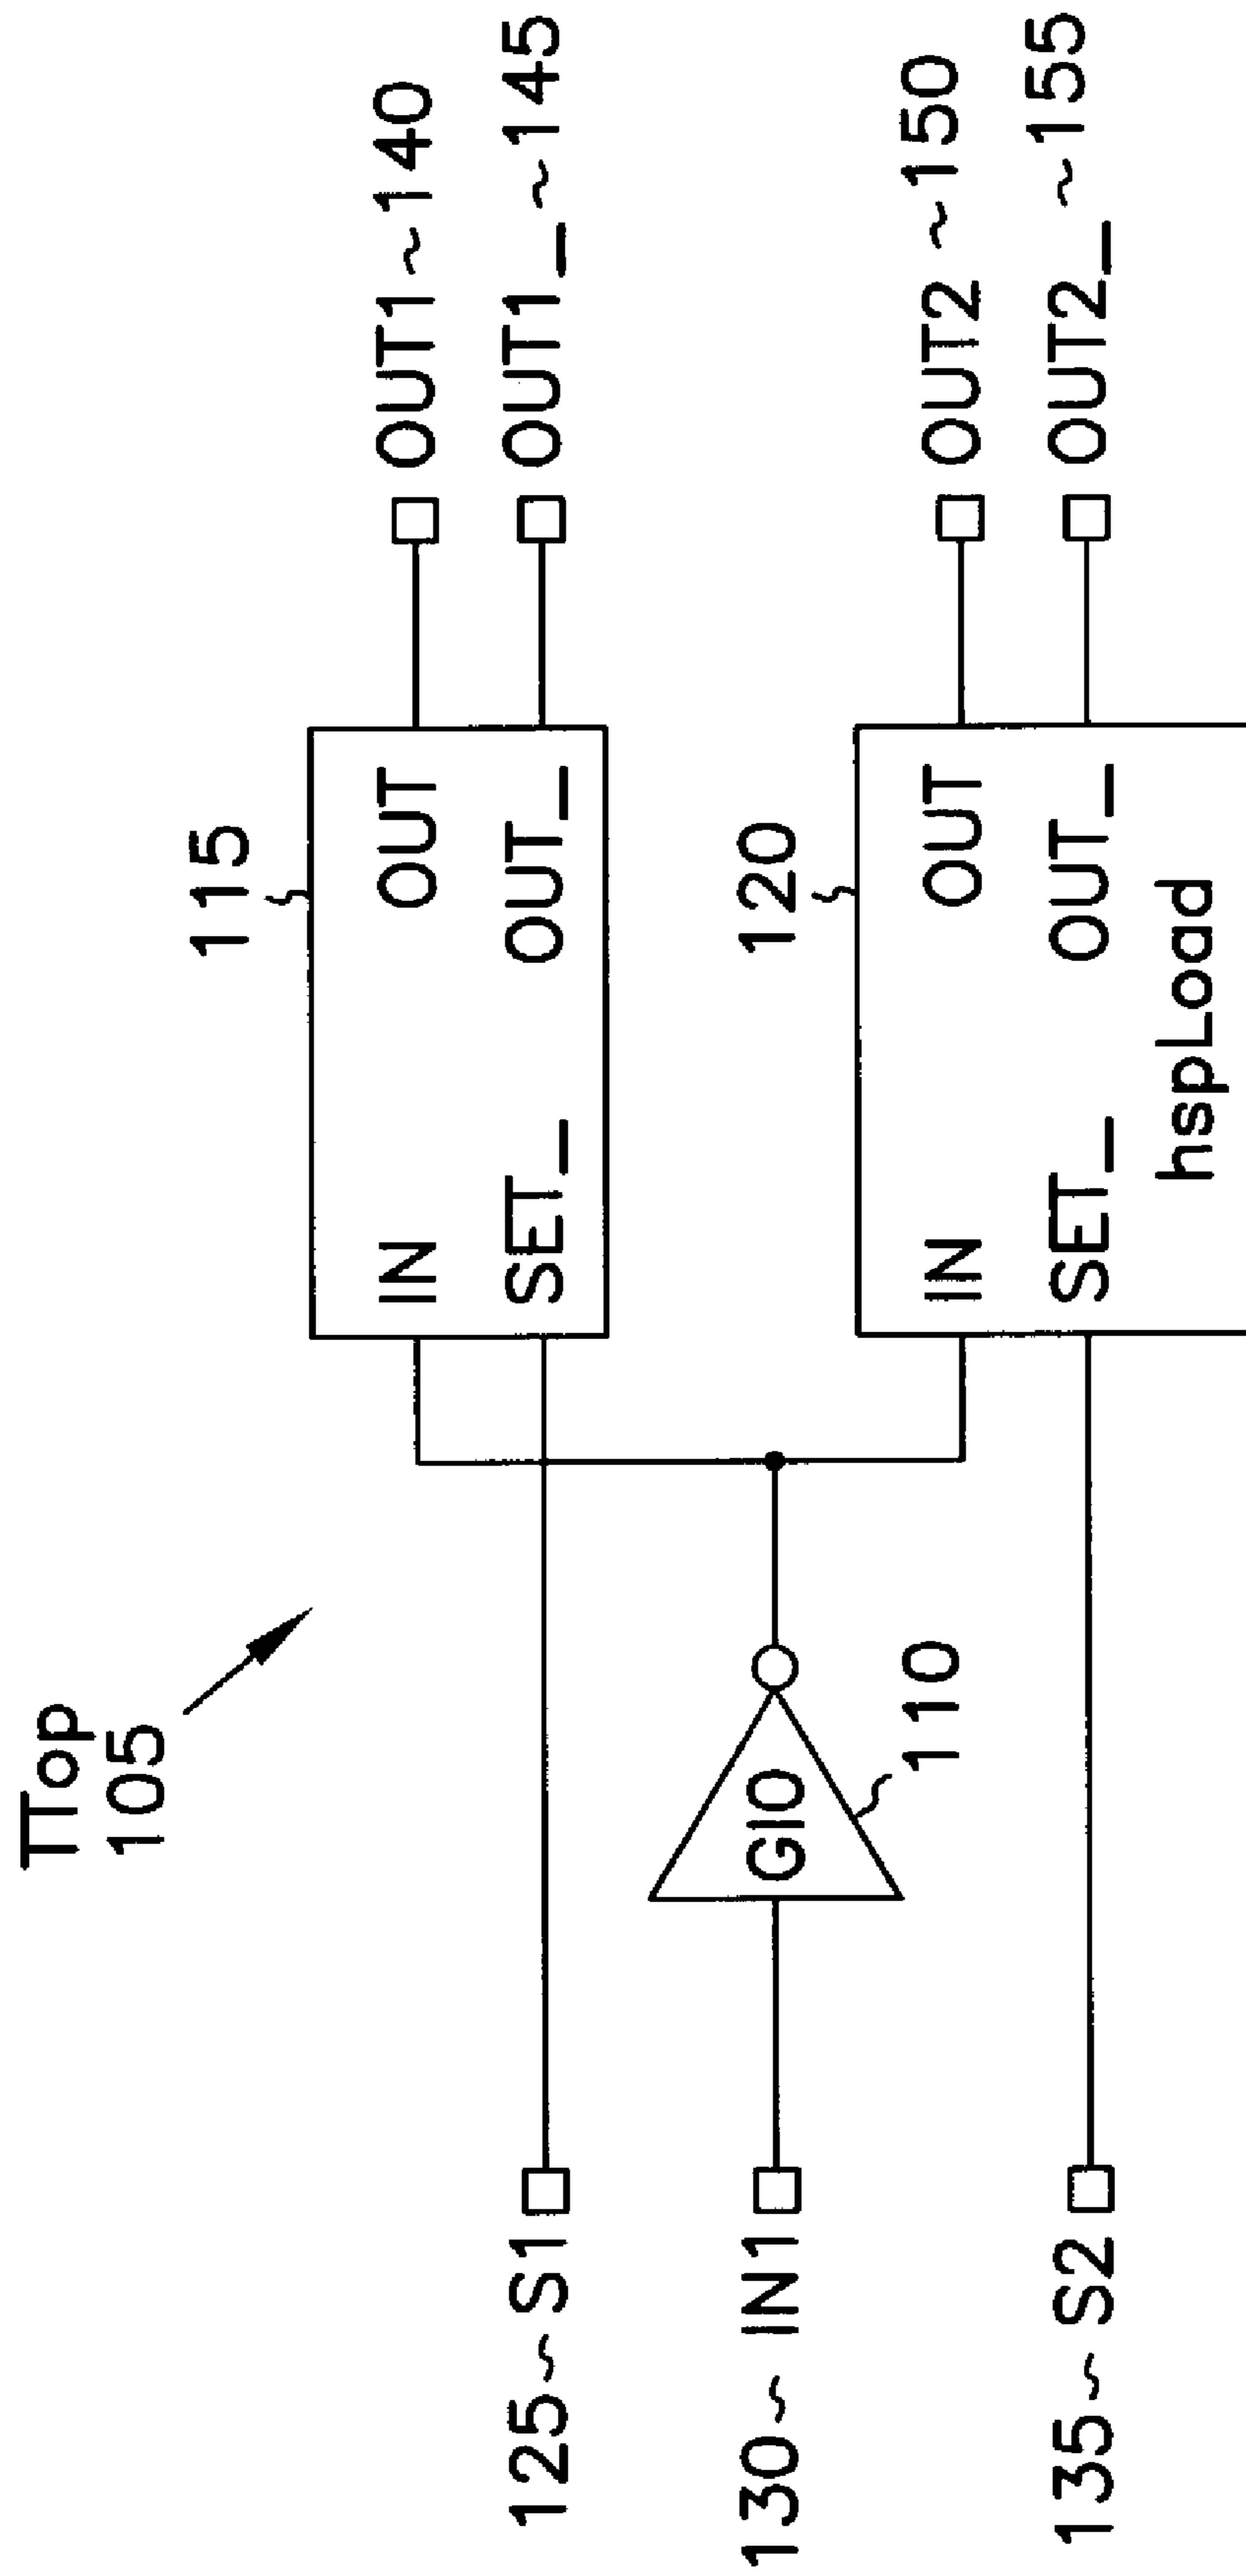 TTop
105
115
OUT1~140
IN OUT
125~S1
SET_ OUT_
OUT1_~145
130~ IN1
GIO
110
120
IN OUT
OUT2 ~150
135~ S2
SET_ OUT_
OUT2_~155
hspLoad